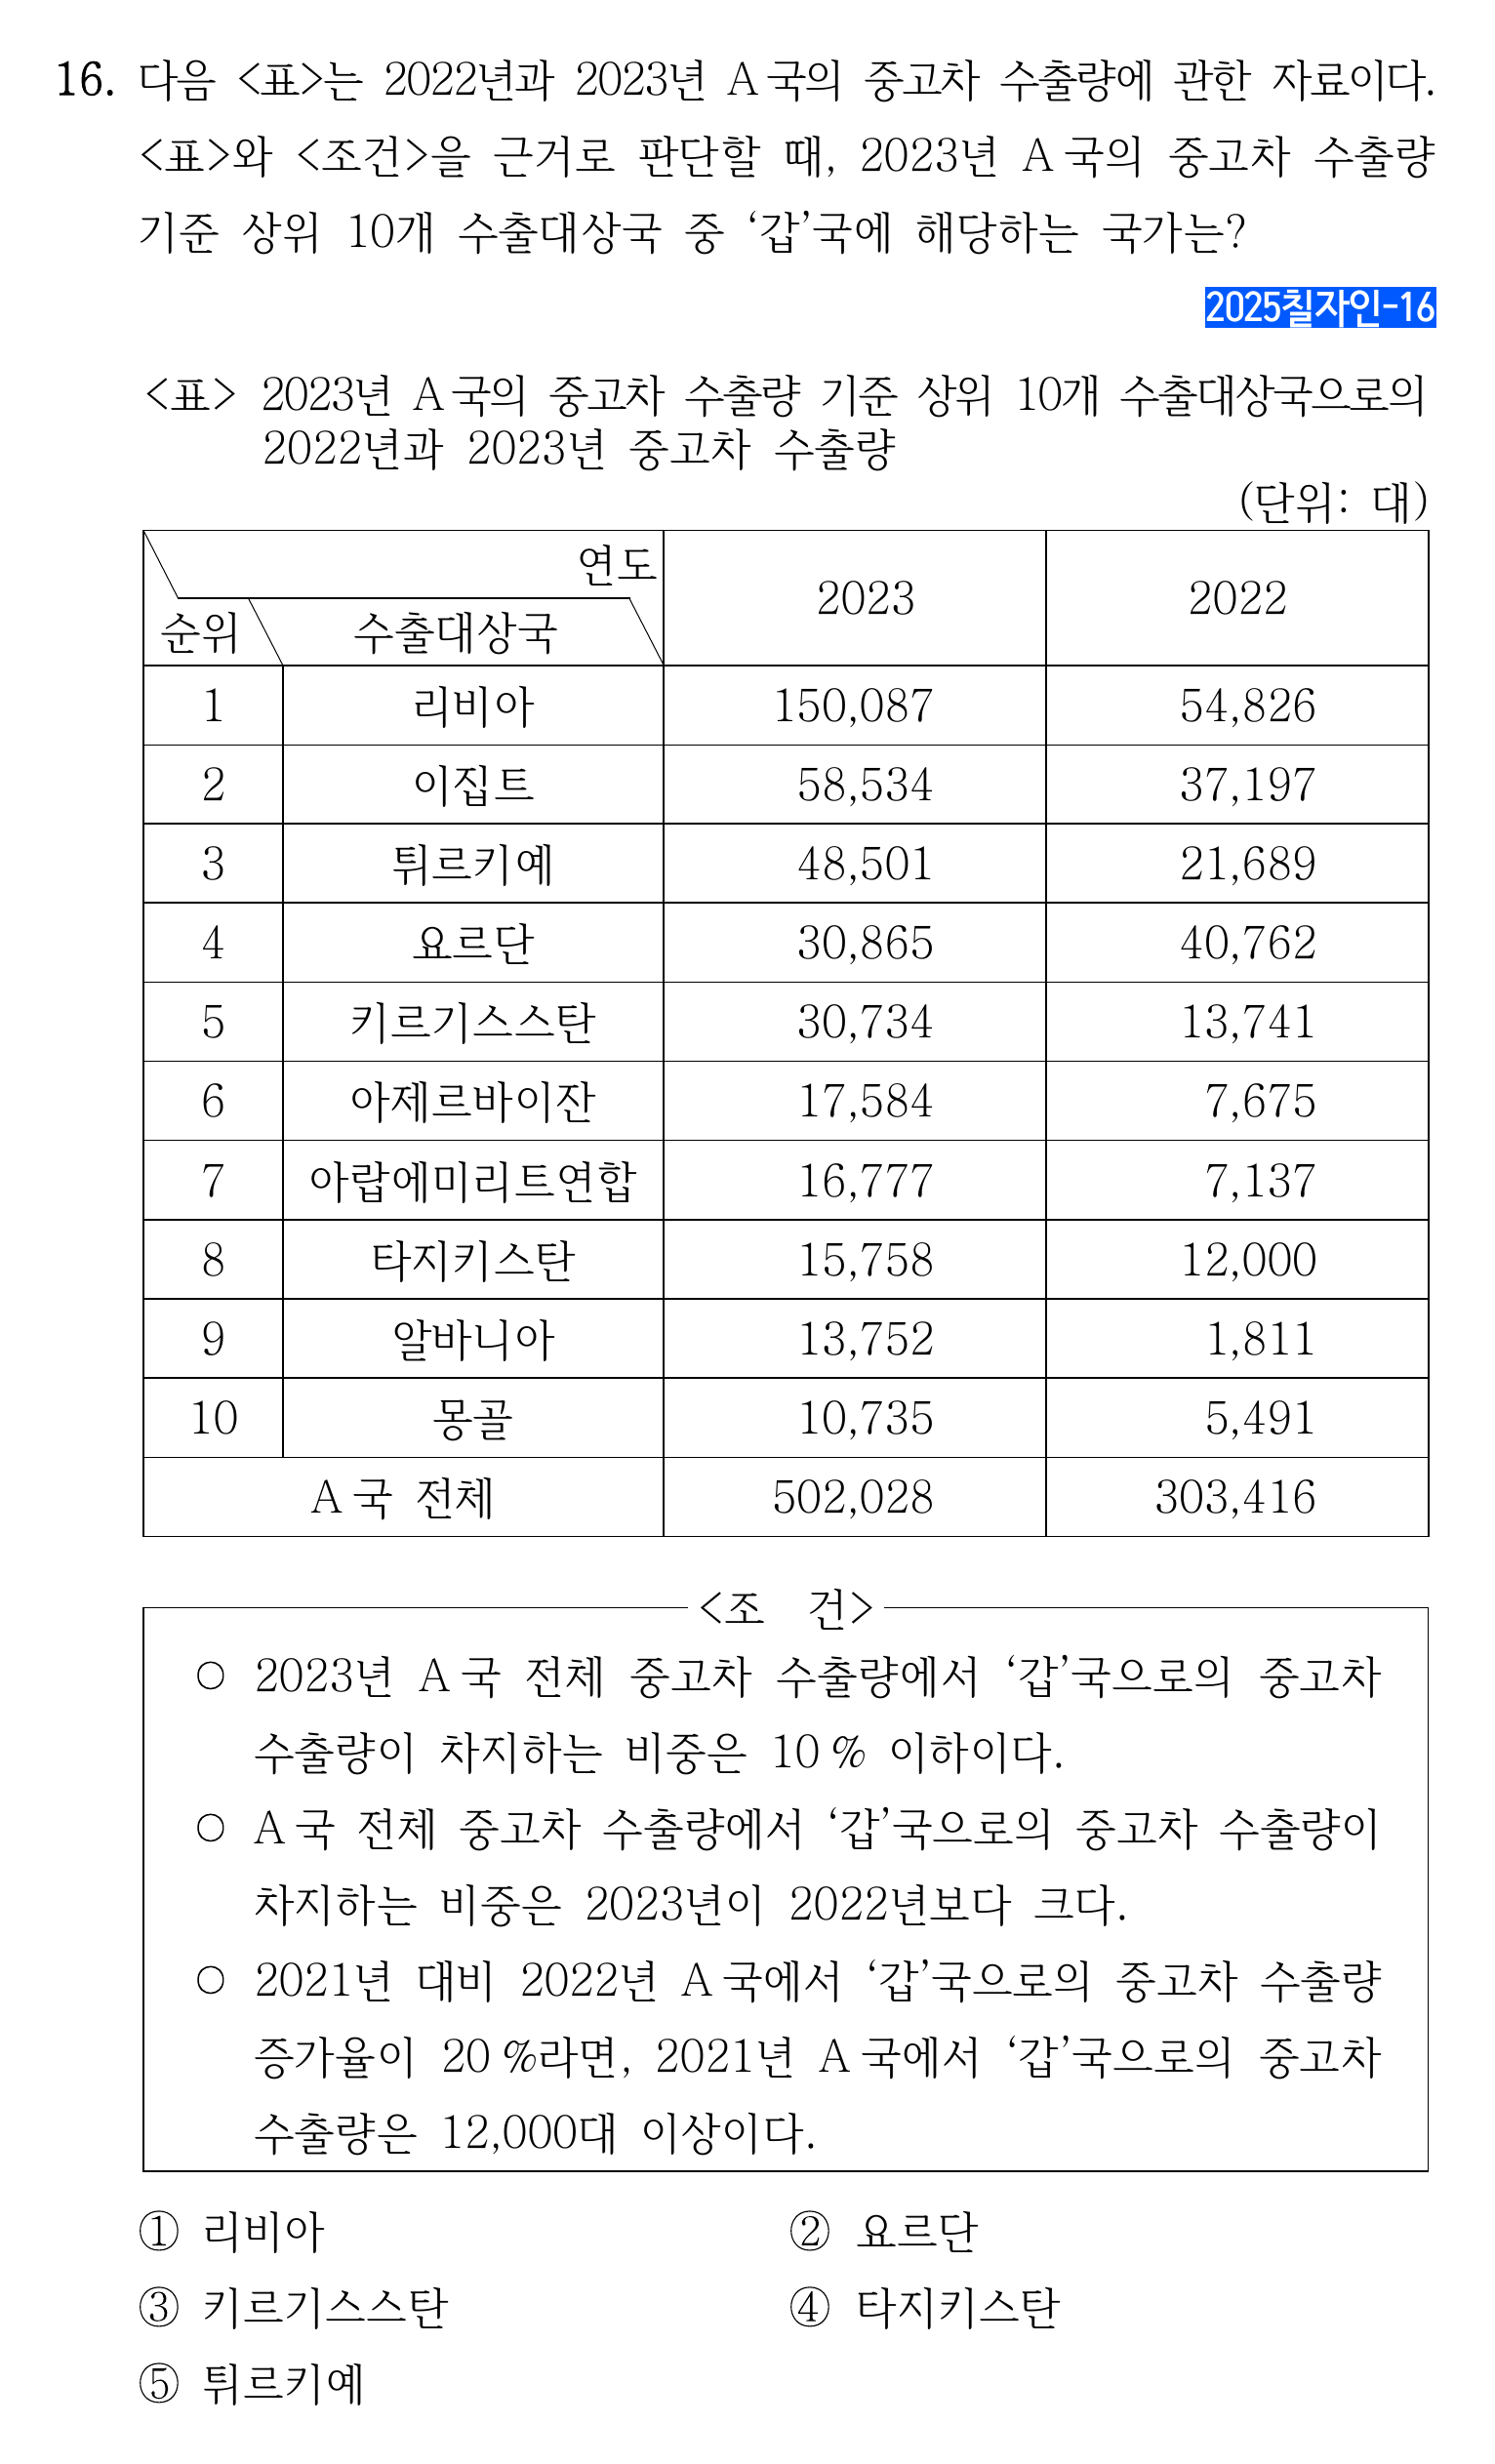 16. 다음 <표>는 2022년과 2023년 A국의 중고차 수출량에 관한 자료이다.
<표>와 <조건>을 근거로 판단할 때, 2023년 A국의 중고차 수출량
기준 상위 10개 수출대상국 중 ‘갑’국에 해당하는 국가는?
2025칠자인-16
<표> 2023년 A국의 중고차 수출량 기준 상위 10개 수출대상국으로의
2022년과 2023년 중고차 수출량
(단위: 대)
연도
순위 수출대상국 2023 2022
1 리비아 150,087 54,826
2 이집트 58,534 37,197
3 튀르키예 48,501 21,689
4 요르단 30,865 40,762
5 키르기스스탄 30,734 13,741
6 아제르바이잔 17,584 7,675
7 아랍에미리트연합 16,777 7,137
8 타지키스탄 15,758 12,000
9 알바니아 13,752 1,811
10 몽골 10,735 5,491
A국 전체 502,028 303,416
<조 건>
○ 2023년 A국 전체 중고차 수출량에서 ‘갑’국으로의 중고차
수출량이 차지하는 비중은 10% 이하이다.
○ A국 전체 중고차 수출량에서 ‘갑’국으로의 중고차 수출량이
차지하는 비중은 2023년이 2022년보다 크다.
○ 2021년 대비 2022년 A국에서 ‘갑’국으로의 중고차 수출량
증가율이 20%라면, 2021년 A국에서 ‘갑’국으로의 중고차
수출량은 12,000대 이상이다.
① 리비아 ② 요르단
③ 키르기스스탄 ④ 타지키스탄
⑤ 튀르키예